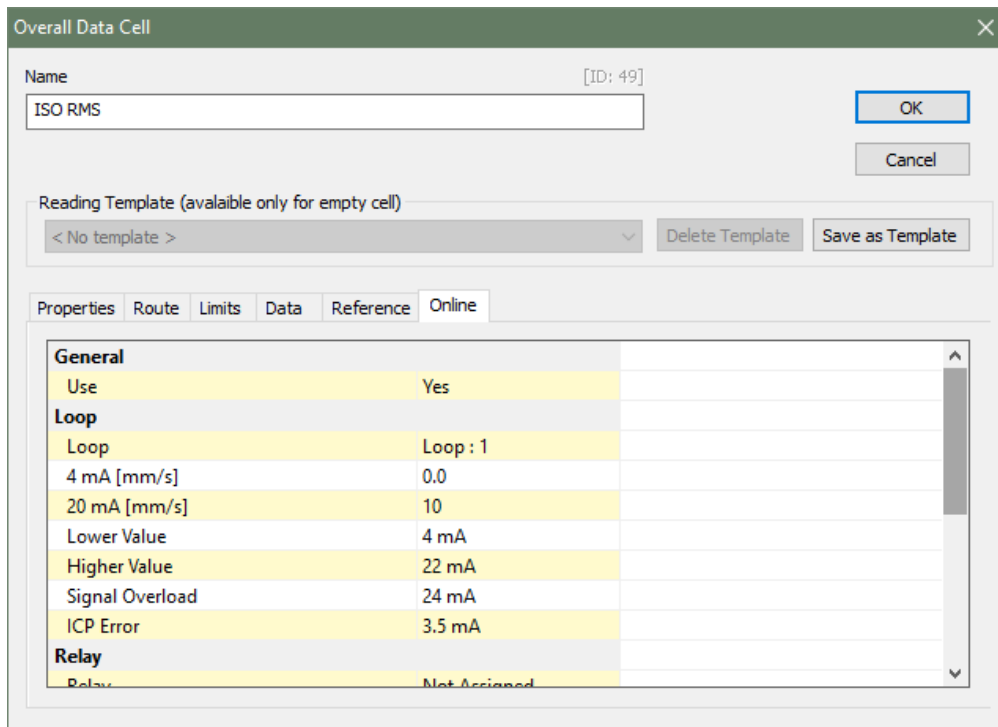 Overall Data Cell
Name [ID: 49]
ISO RMS
OK
Cancel
Reading Template (avalaible only for empty cell)
< No template > Delete Template Save as Template
Properties Route Limits Data Reference Online
General
Use Yes
Loop
Loop Loop : 1
4 mA [mm/s] 0.0
20 mA [mm/s] 10
Lower Value 4 mA
Higher Value 22 mA
Signal Overload 24 mA
ICP Error 3.5 mA
Relay
Relay Not Assigned